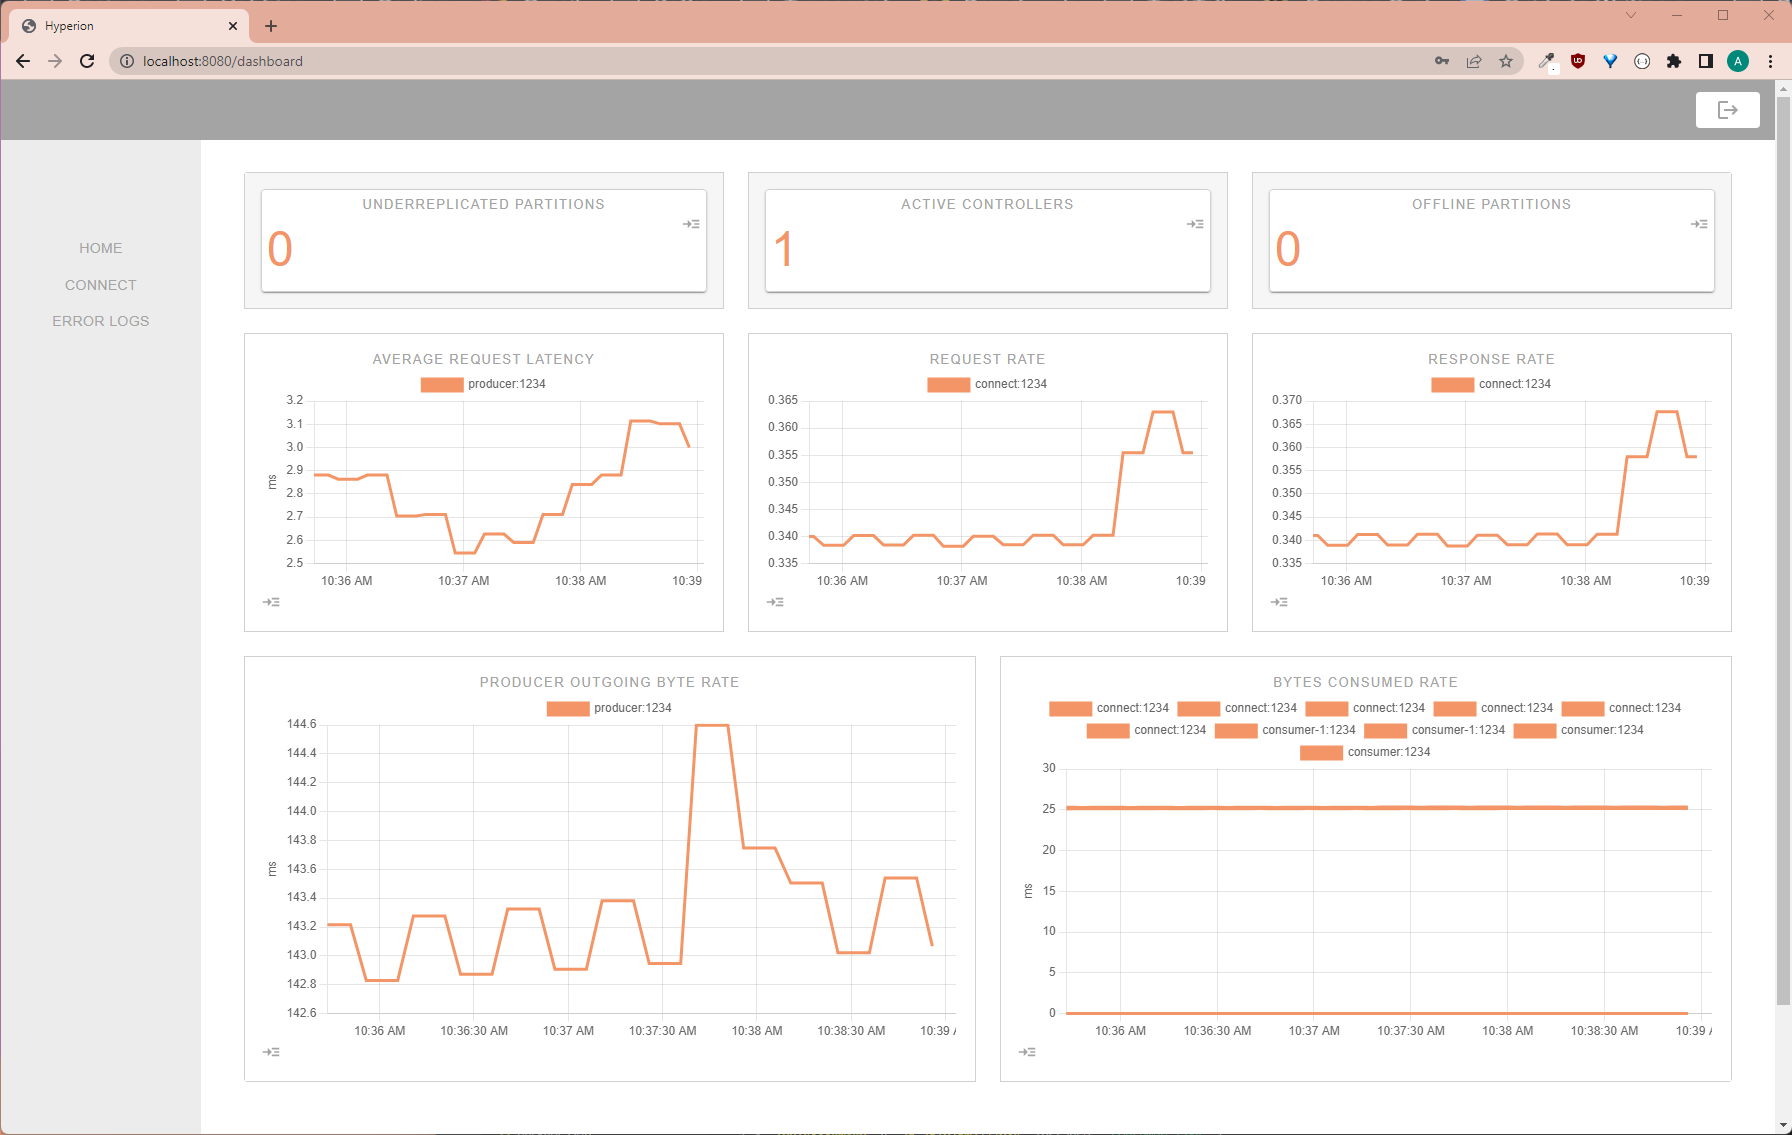 Hyperion
localhost:8080/dashboard
A
HOME
CONNECT
ERROR LOGS
UNDERREPLICATED PARTITIONS
0
ACTIVE CONTROLLERS
1
OFFLINE PARTITIONS
0
AVERAGE REQUEST LATENCY
producer:1234
3.2
3.1
3.0
2.9
2.8
2.7
2.6
2.5
ms
10:36 AM 10:37 AM 10:38 AM 10:39
REQUEST RATE
connect:1234
0.365
0.360
0.355
0.350
0.345
0.340
0.335
10:36 AM 10:37 AM 10:38 AM 10:39
RESPONSE RATE
connect:1234
0.370
0.365
0.360
0.355
0.350
0.345
0.340
0.335
10:36 AM 10:37 AM 10:38 AM 10:39
PRODUCER OUTGOING BYTE RATE
producer:1234
144.6
144.4
144.2
144.0
143.8
143.6
143.4
143.2
143.0
142.8
142.6
ms
10:36 AM 10:36:30 AM 10:37 AM 10:37:30 AM 10:38 AM 10:38:30 AM 10:39
BYTES CONSUMED RATE
connect:1234 connect:1234 connect:1234 connect:1234 connect:1234
connect:1234 consumer-1:1234 consumer-1:1234 consumer:1234
consumer:1234
30
25
20
15
10
5
0
ms
10:36 AM 10:36:30 AM 10:37 AM 10:37:30 AM 10:38 AM 10:38:30 AM 10:39